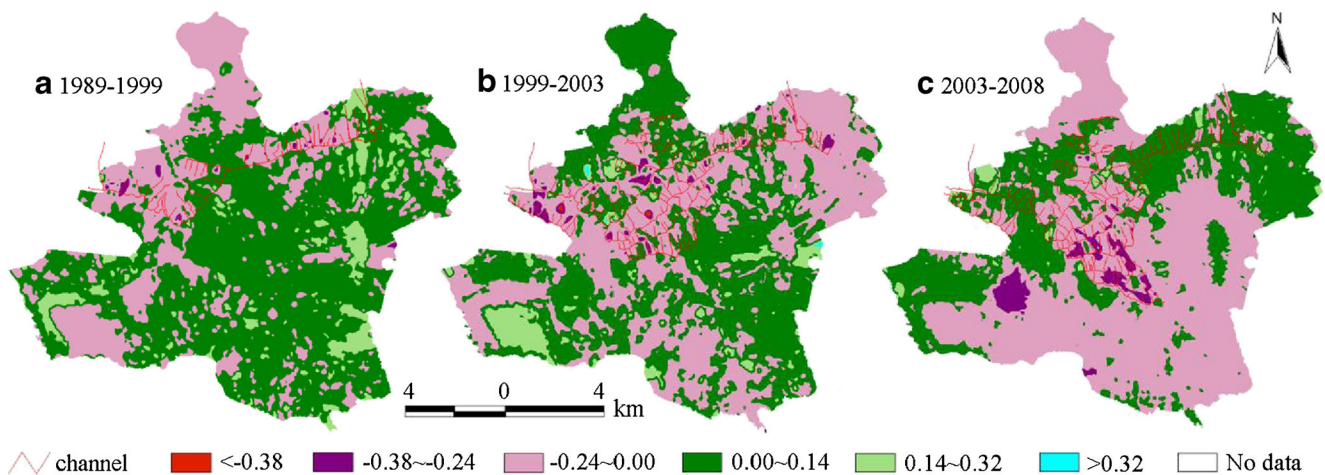 N
a 1989-1999
b 1999-2003
c 2003-2008
4 0 4
km
channel <-0.38 -0.38~-0.24 -0.24~0.00 0.00~0.14 0.14~0.32 >0.32 No data